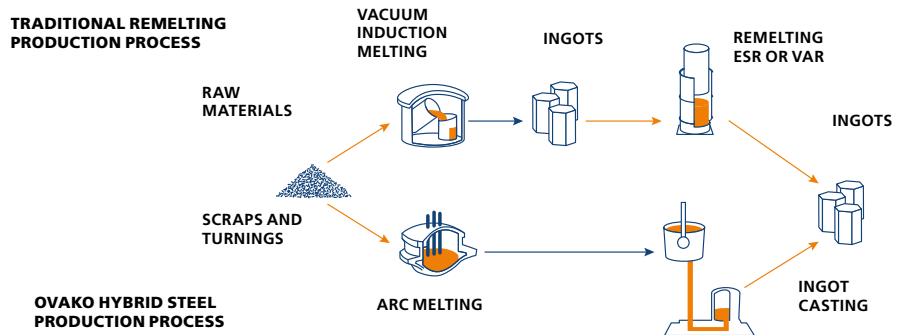 TRADITIONAL REMELTING
PRODUCTION PROCESS
VACUUM
INDUCTION
MELTING
INGOTS
REMELTING
ESR OR VAR
RAW
MATERIALS
INGOTS
SCRAPS AND
TURNINGS
ARC MELTING
INGOT
CASTING
OVAKO HYBRID STEEL
PRODUCTION PROCESS